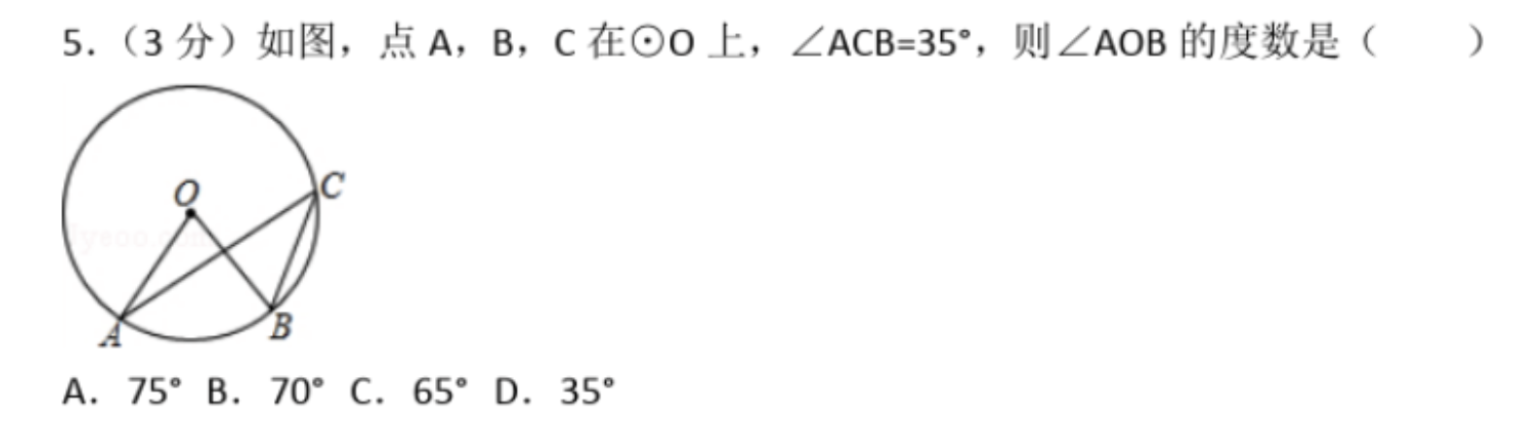 5.（3 分）如图，点 A，B，C 在⊙O 上，∠ACB=35°，则∠AOB 的度数是（　　）
O
C
A
B
A．75° B．70° C．65° D．35°